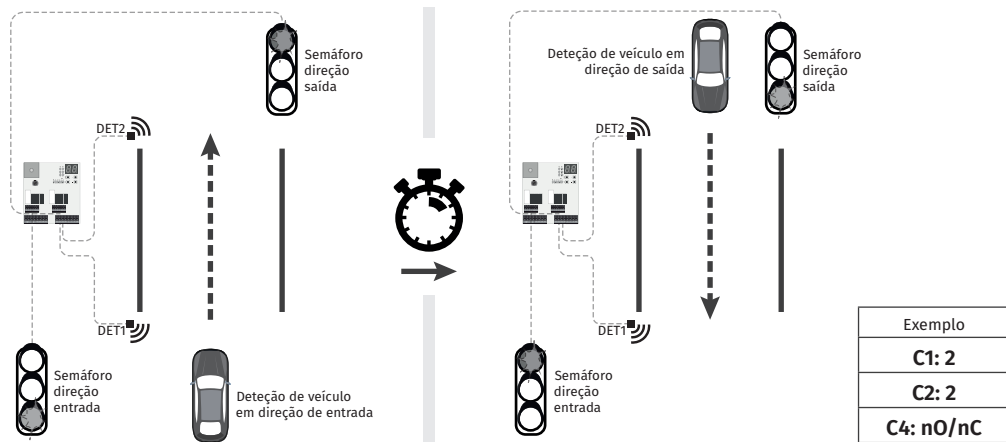 Semáforo
direção
saída
DET2
DET1
Semáforo
direção
entrada
Deteção de veículo
em direção de entrada
Deteção de veículo em
direção de saída
Semáforo
direção
saída
DET2
DET1
Semáforo
direção
entrada
Exemplo
C1: 2
C2: 2
C4: nO/nC